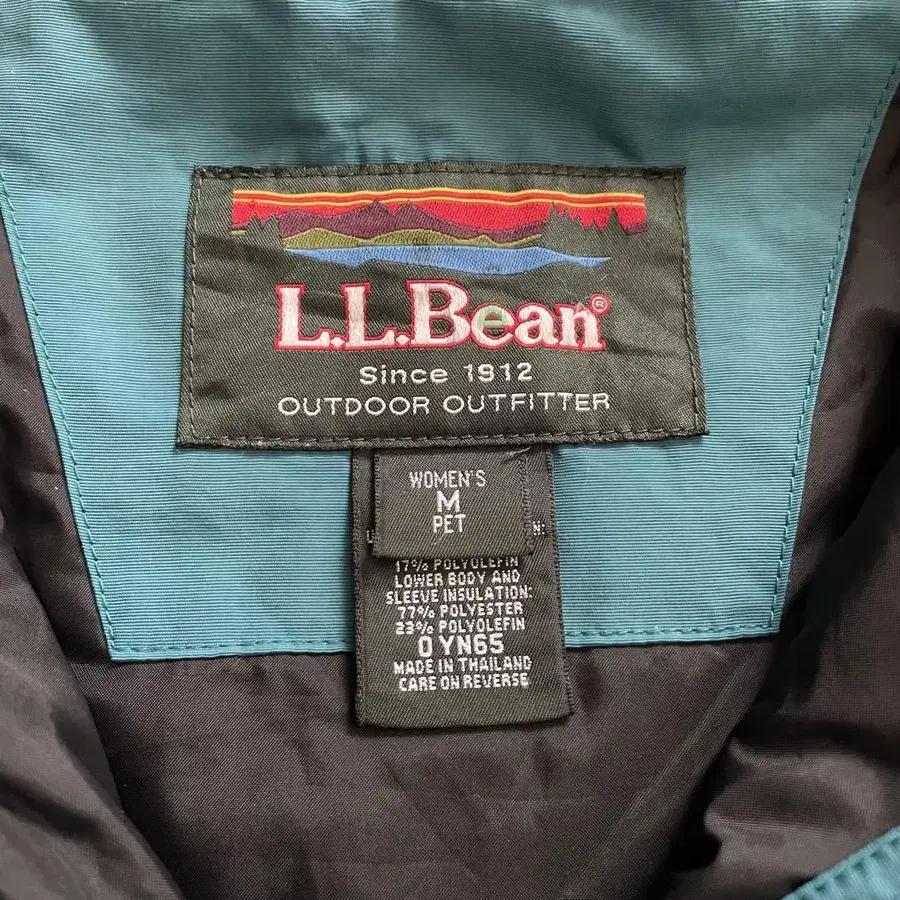 L.L.Bean®
Since 1912
OUTDOOR OUTFITTER
WOMEN'S
M
PET
17% POLYOLEFIN
LOWER BODY AND
SLEEVE INSULATION:
77% POLYESTER
23% POLYOLEFIN
0 YN65
MADE IN THAILAND
CARE ON REVERSE